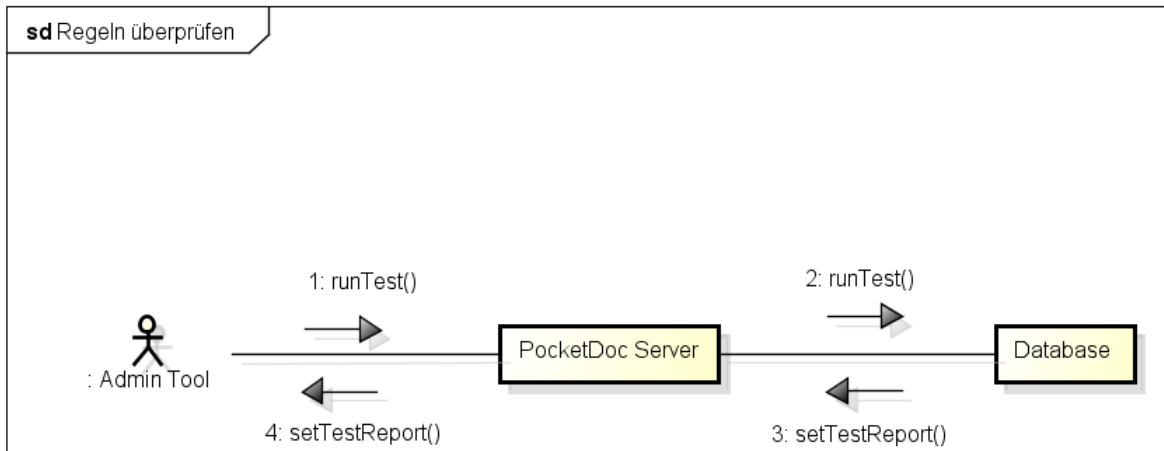 sd Regeln überprüfen
1: runTest()
2: runTest()
PocketDoc Server
Database
: Admin Tool
4: setTestReport()
3: setTestReport()